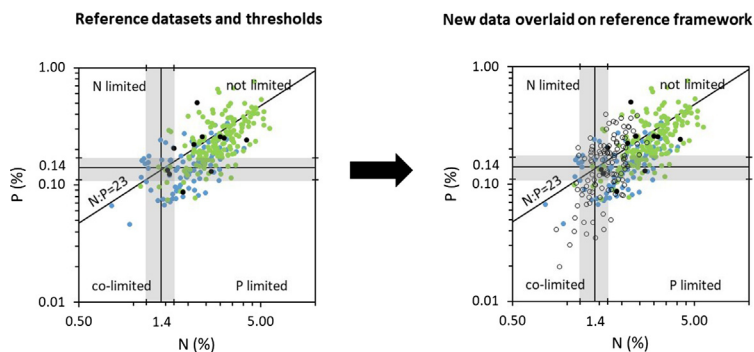 Reference datasets and thresholds
1.00
N limited
not limited
0.14
P (%)
0.10
N:P=23
co-limited
P limited
0.01
0.50
1.4
5.00
N (%)
New data overlaid on reference framework
1.00
N limited
not limited
0.14
P (%)
0.10
N:P=23
co-limited
P limited
0.01
0.50
1.4
5.00
N (%)